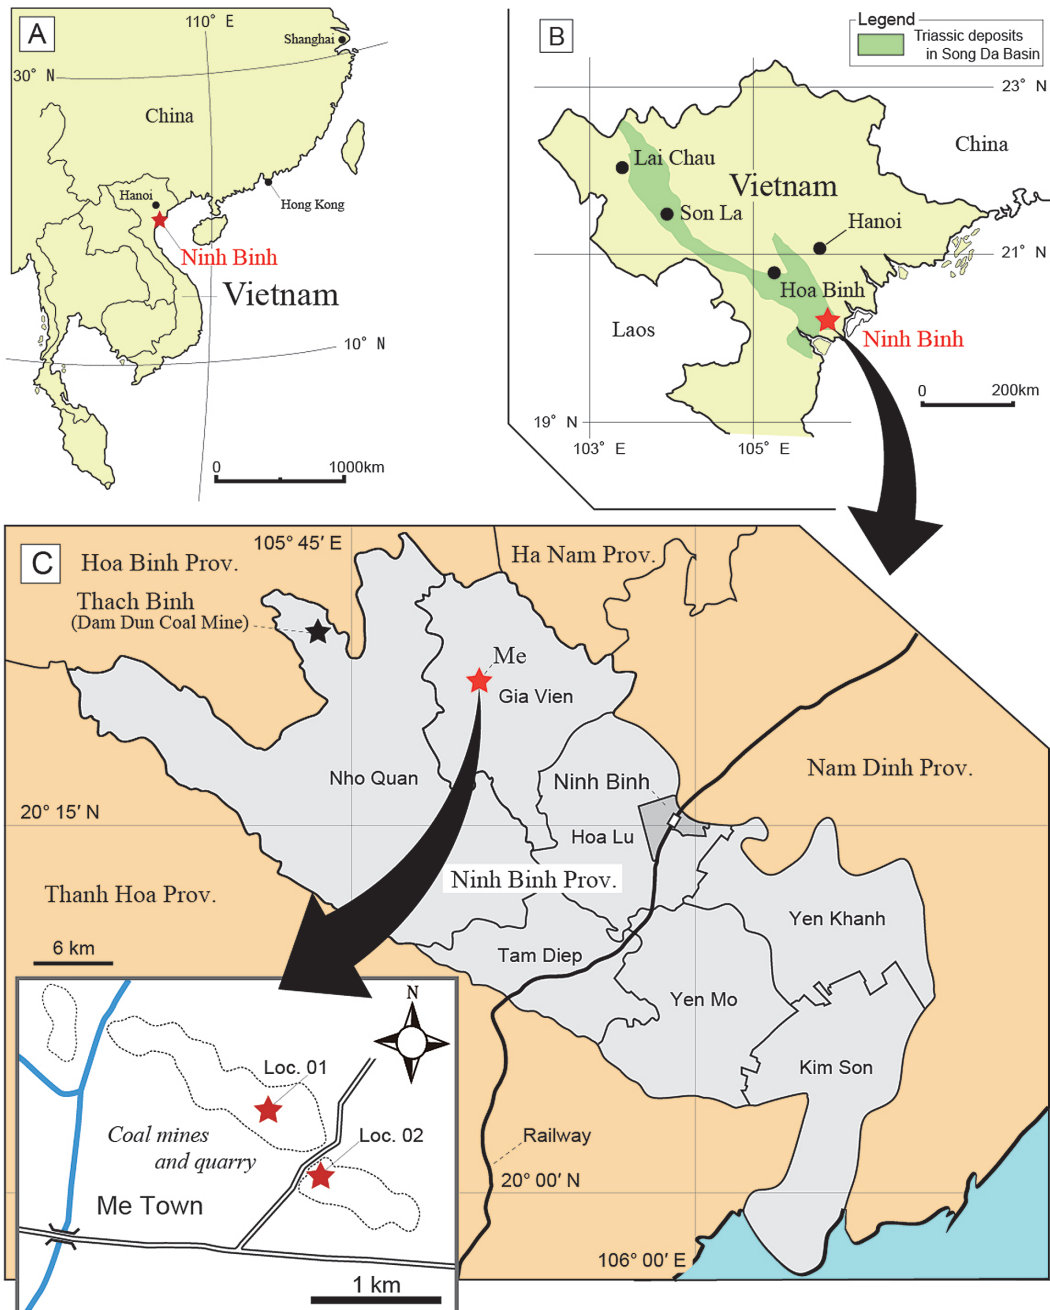 A
110° E
Shanghai
30° N
China
Hanoi
Hong Kong
Ninh Binh
Vietnam
10° N
0 1000km
B
Legend
Triassic deposits
in Song Da Basin
23° N
China
Lai Chau
Vietnam
Son La
Hanoi
21° N
Hoa Binh
Laos
Ninh Binh
0 200km
19° N
103° E
105° E
C
105° 45′ E
Hoa Binh Prov.
Ha Nam Prov.
Thach Binh
(Dam Dun Coal Mine)
Me
Gia Vien
Nho Quan
Ninh Binh
Nam Dinh Prov.
20° 15′ N
Hoa Lu
Thanh Hoa Prov.
Ninh Binh Prov.
Yen Khanh
6 km
Tam Diep
Yen Mo
Kim Son
N
Loc. 01
Loc. 02
Coal mines
and quarry
Railway
Me Town
20° 00′ N
106° 00′ E
1 km